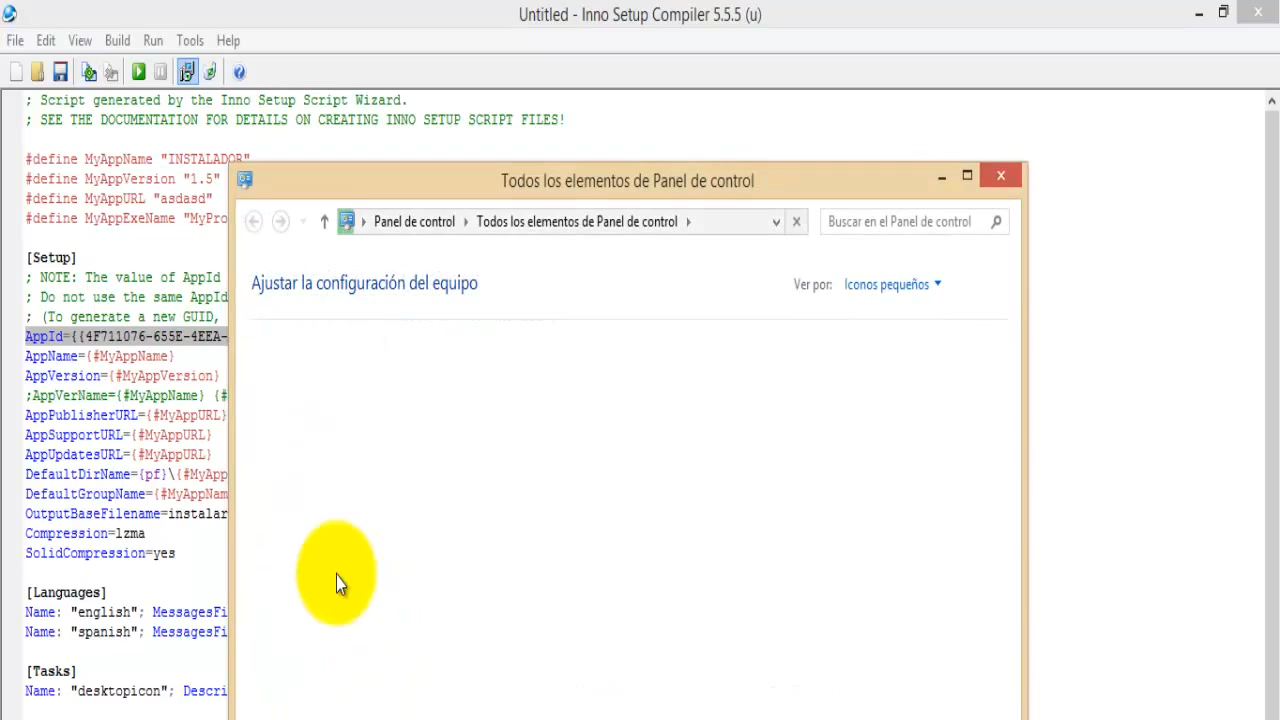 Untitled - Inno Setup Compiler 5.5.5 (u)
File Edit View Build Run Tools Help
; Script generated by the Inno Setup Script Wizard.
; SEE THE DOCUMENTATION FOR DETAILS ON CREATING INNO SETUP SCRIPT FILES!
#define MyAppName "INSTALADOR"
#define MyAppVersion "1.5"
#define MyAppURL "asdasd"
#define MyAppExeName "MyPro
[Setup]
; NOTE: The value of AppId
; Do not use the same AppId
; (To generate a new GUID,
AppId={{4F711076-655E-4EEA-
AppName={#MyAppName}
AppVersion={#MyAppVersion}
;AppVerName={#MyAppName} {#
AppPublisherURL={#MyAppURL}
AppSupportURL={#MyAppURL}
AppUpdatesURL={#MyAppURL}
DefaultDirName={pf}\{#MyApp
DefaultGroupName={#MyAppNam
OutputBaseFilename=instalar
Compression=lzma
SolidCompression=yes
[Languages]
Name: "english"; MessagesFi
Name: "spanish"; MessagesFi
[Tasks]
Name: "desktopicon"; Descri
Todos los elementos de Panel de control
Panel de control Todos los elementos de Panel de control Buscar en el Panel de control
Ajustar la configuración del equipo Ver por: Iconos pequeños